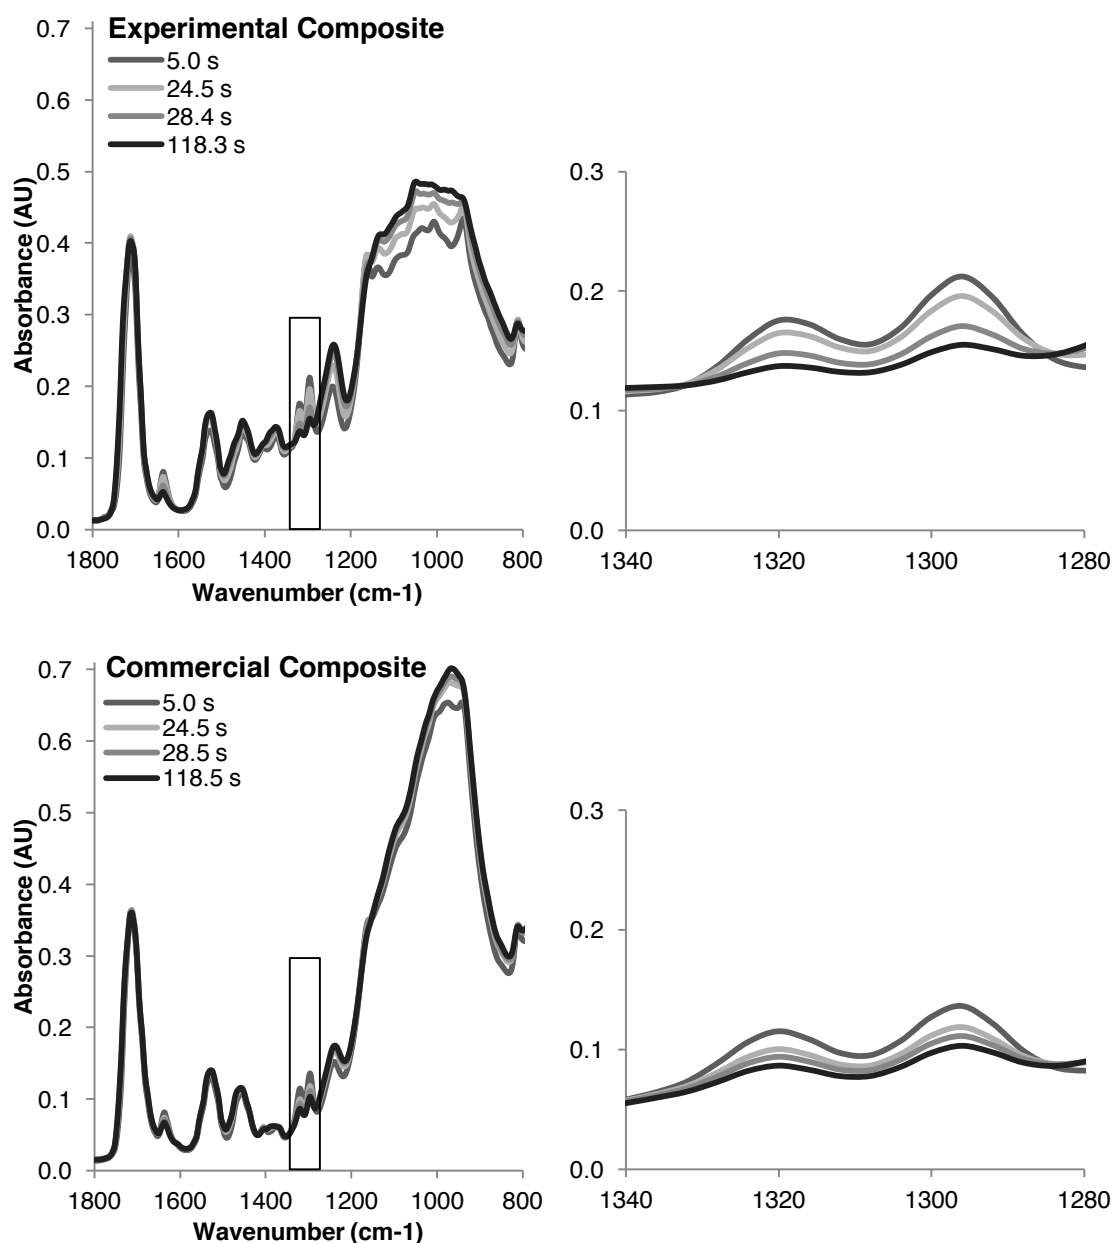 Experimental Composite
5.0 s
24.5 s
28.4 s
118.3 s
Absorbance (AU)
0.7
0.6
0.5
0.4
0.3
0.2
0.1
0.0
1800 1600 1400 1200 1000 800
Wavenumber (cm-1)
0.3
0.2
0.1
0.0
1340 1320 1300 1280
Commercial Composite
5.0 s
24.5 s
28.5 s
118.5 s
Absorbance (AU)
0.7
0.6
0.5
0.4
0.3
0.2
0.1
0.0
1800 1600 1400 1200 1000 800
Wavenumber (cm-1)
0.3
0.2
0.1
0.0
1340 1320 1300 1280